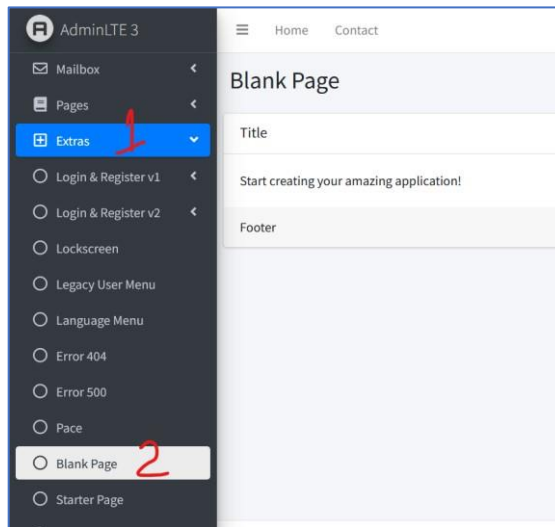 AdminLTE 3
Mailbox
Pages
Extras 1
Login & Register v1
Login & Register v2
Lockscreen
Legacy User Menu
Language Menu
Error 404
Error 500
Pace
Blank Page 2
Starter Page
Home Contact
Blank Page
Title
Start creating your amazing application!
Footer